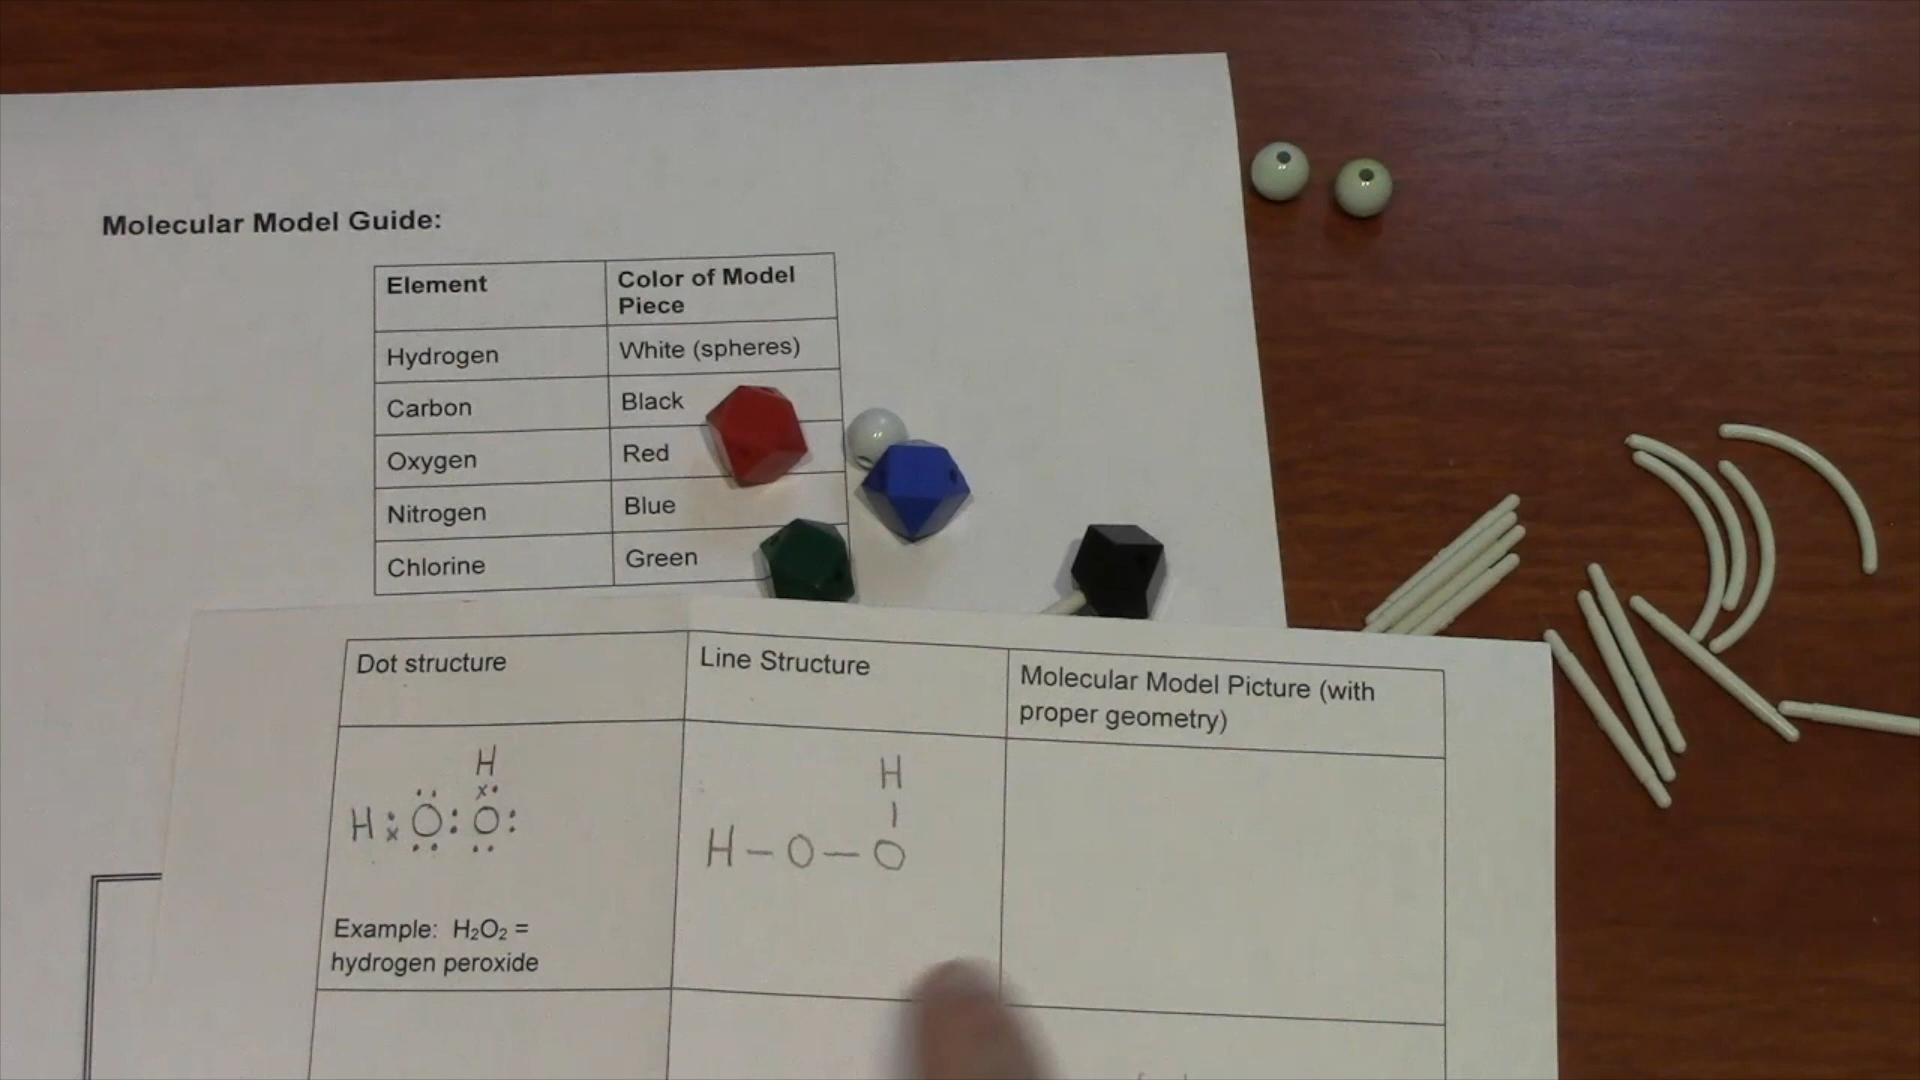 Molecular Model Guide:
Element
Color of Model
Piece
Hydrogen
White (spheres)
Carbon
Black
Oxygen
Red
Nitrogen
Blue
Chlorine
Green
Dot structure
Line Structure
Molecular Model Picture (with
proper geometry)
H
H : O : O :
H
H – O – O
Example: H₂O₂ =
hydrogen peroxide